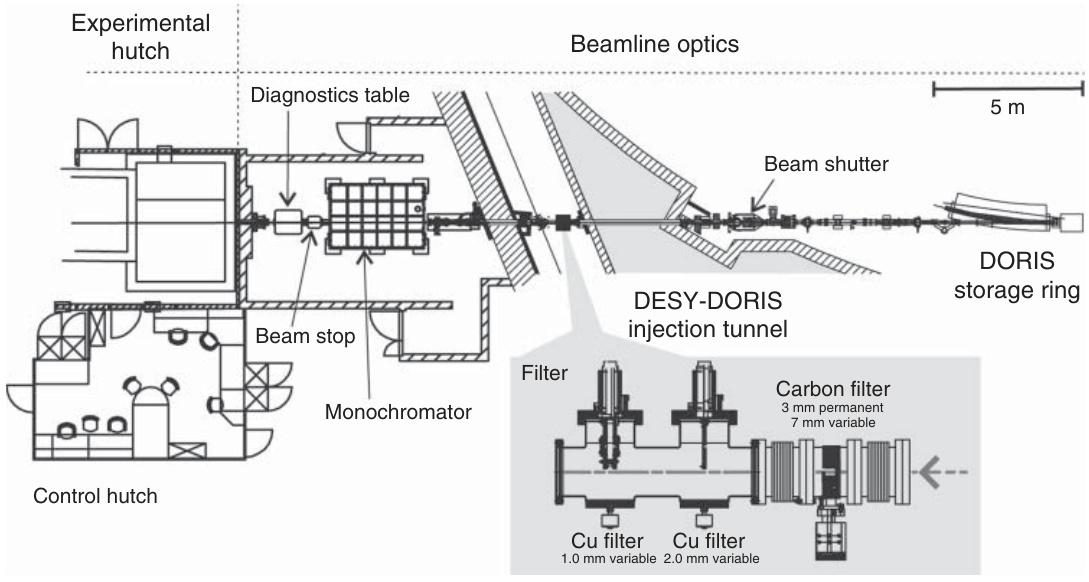 Experimental
hutch
Beamline optics
Diagnostics table
5 m
Beam shutter
DORIS
storage ring
DESY-DORIS
injection tunnel
Beam stop
Monochromator
Filter
Carbon filter
3 mm permanent
7 mm variable
Control hutch
Cu filter
1.0 mm variable
Cu filter
2.0 mm variable